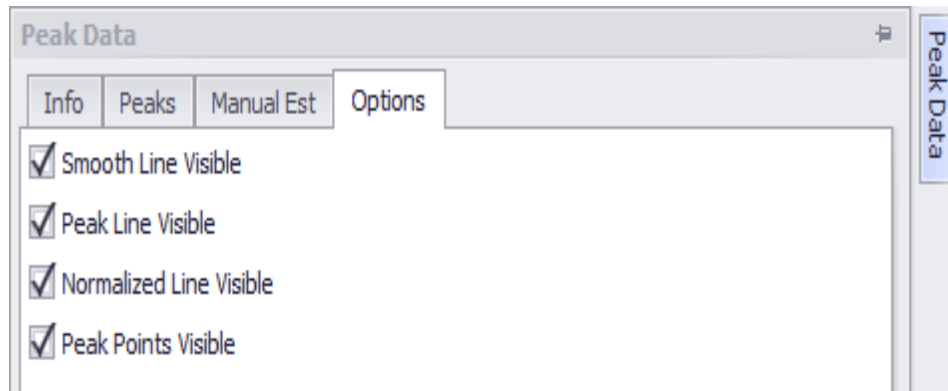 Peak Data
Info Peaks Manual Est Options
Smooth Line Visible
Peak Line Visible
Normalized Line Visible
Peak Points Visible
Peak Data